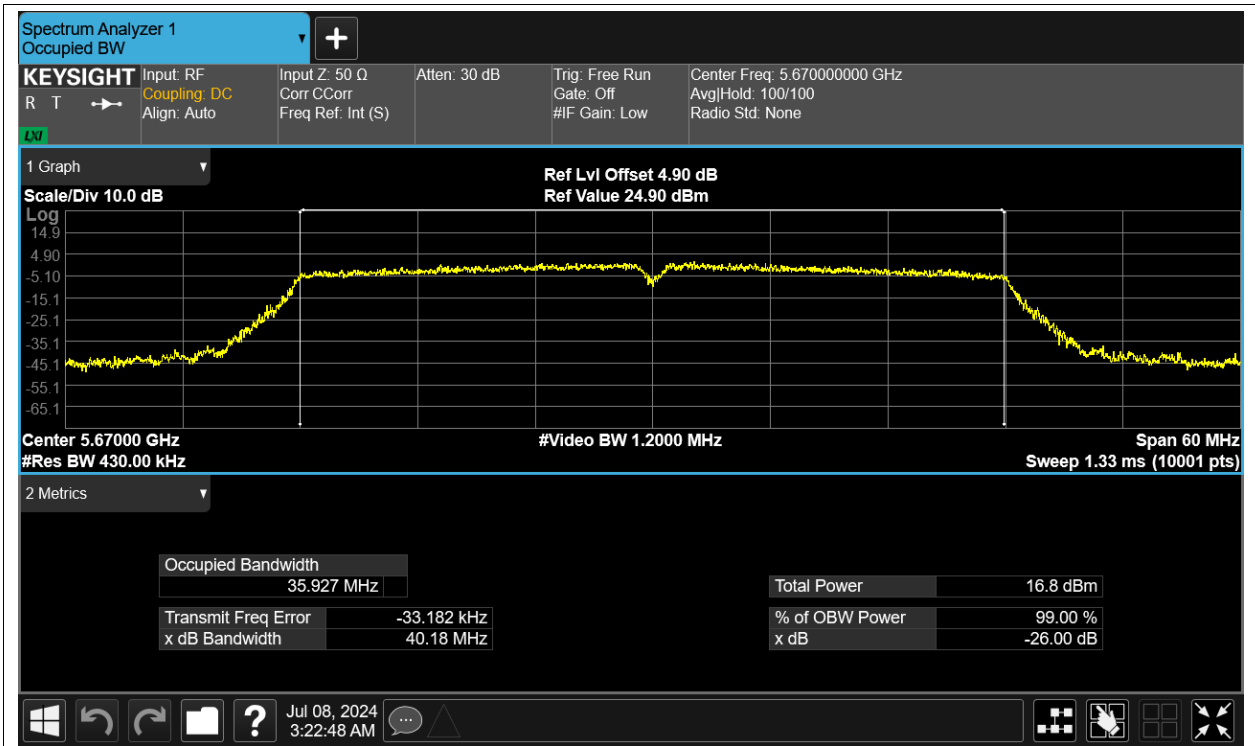 Spectrum Analyzer 1
Occupied BW
KEYSIGHT
R T
LXI
Input: RF
Coupling: DC
Align: Auto
Input Z: 50 Ω
Corr CCorr
Freq Ref: Int (S)
Atten: 30 dB
Trig: Free Run
Gate: Off
#IF Gain: Low
Center Freq: 5.670000000 GHz
Avg|Hold: 100/100
Radio Std: None
1 Graph
Scale/Div 10.0 dB
Ref Lvl Offset 4.90 dB
Ref Value 24.90 dBm
Log
14.9
4.90
-5.10
-15.1
-25.1
-35.1
-45.1
-55.1
-65.1
Center 5.67000 GHz
#Video BW 1.2000 MHz
Span 60 MHz
#Res BW 430.00 kHz
Sweep 1.33 ms (10001 pts)
2 Metrics
Occupied Bandwidth
35.927 MHz
Total Power 16.8 dBm
Transmit Freq Error -33.182 kHz
% of OBW Power 99.00 %
x dB Bandwidth 40.18 MHz
x dB -26.00 dB
?
Jul 08, 2024
3:22:48 AM